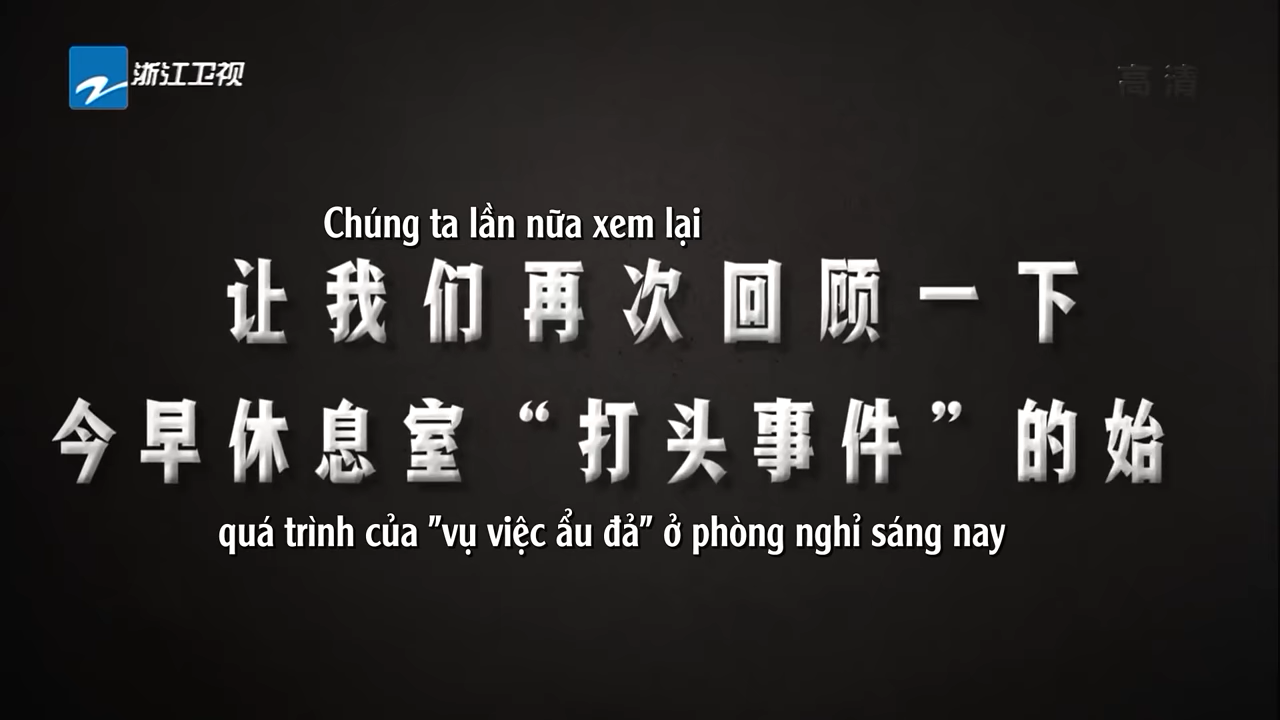 浙江卫视
高清
Chúng ta lần nữa xem lại
让我们再次回顾一下
今早休息室“打头事件”的始
quá trình của "vụ việc ẩu đả" ở phòng nghỉ sáng nay